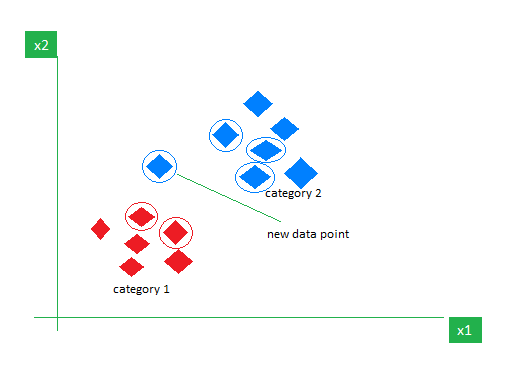 x2
category 2
new data point
category 1
x1